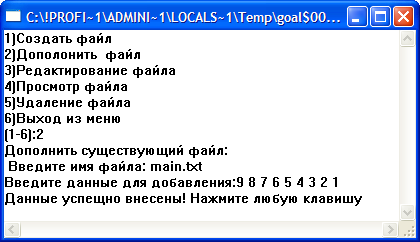 C:\!PROFI~1\ADMINI~1\LOCALS~1\Temp\goal$00...
1)Создать файл
2)Дополонить файл
3)Редактирование файла
4)Просмотр файла
5)Удаление файла
6)Выход из меню
(1-6):2
Дополнить существующий файл:
Введите имя файла: main.txt
Введите данные для добавления:9 8 7 6 5 4 3 2 1
Данные успещно внесены! Нажмите любую клавишу